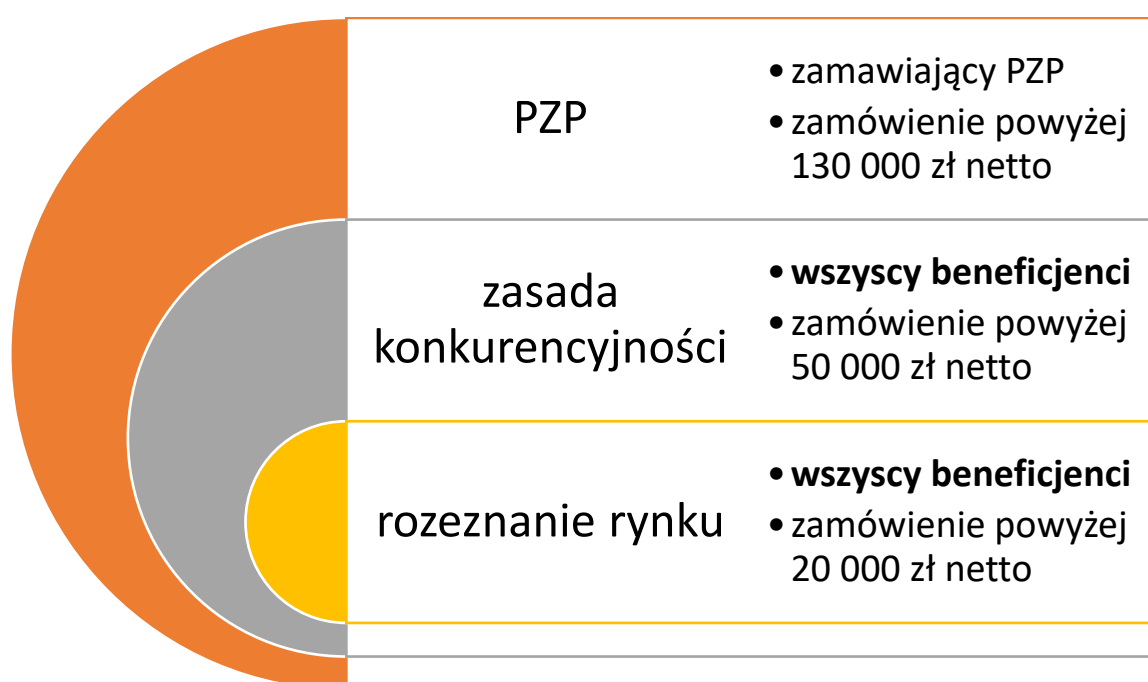 PZP
• zamawiający PZP
• zamówienie powyżej
130 000 zł netto
zasada
konkurencyjności
• wszyscy beneficjenci
• zamówienie powyżej
50 000 zł netto
rozeznanie rynku
• wszyscy beneficjenci
• zamówienie powyżej
20 000 zł netto